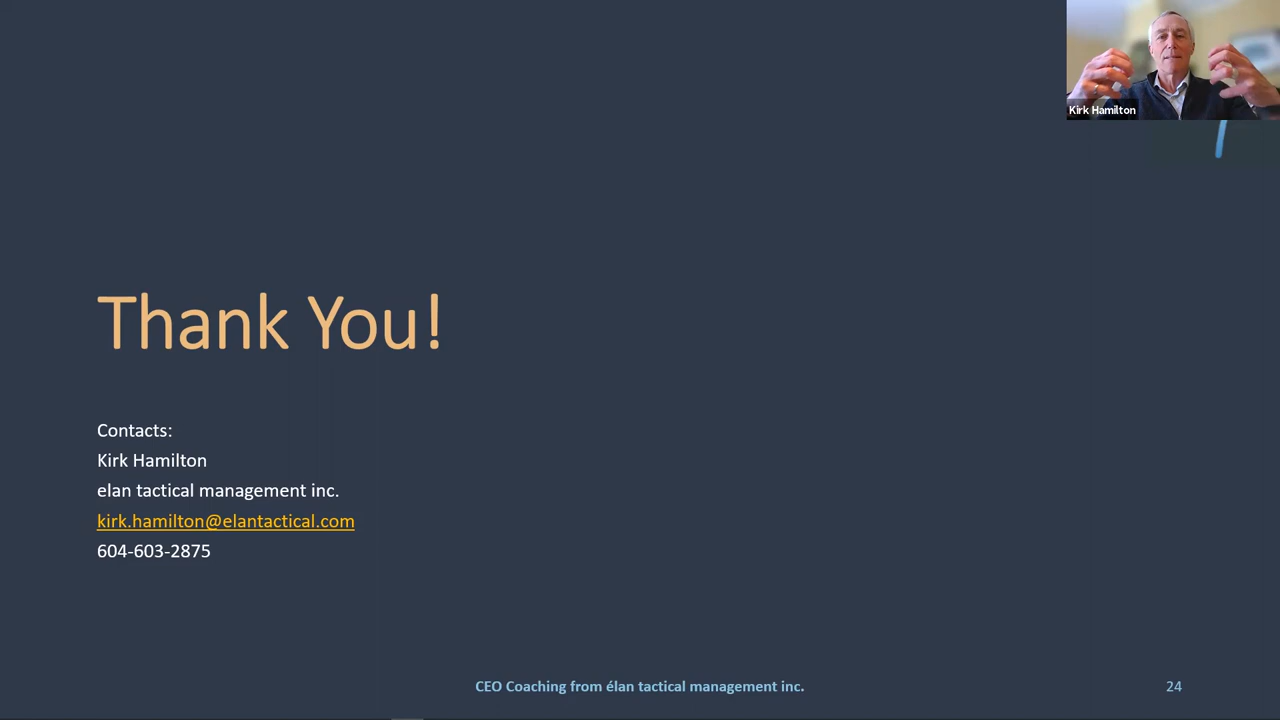 Kirk Hamilton
Thank You!
Contacts:
Kirk Hamilton
elan tactical management inc.
kirk.hamilton@elantactical.com
604-603-2875
CEO Coaching from élan tactical management inc.
24